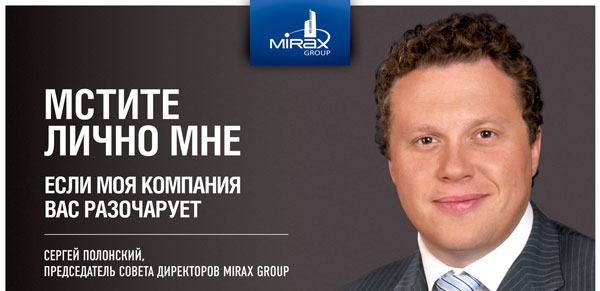 MIRAX
GROUP
МСТИТЕ
ЛИЧНО МНЕ
ЕСЛИ МОЯ КОМПАНИЯ
ВАС РАЗОЧАРУЕТ
СЕРГЕЙ ПОЛОНСКИЙ,
ПРЕДСЕДАТЕЛЬ СОВЕТА ДИРЕКТОРОВ MIRAX GROUP